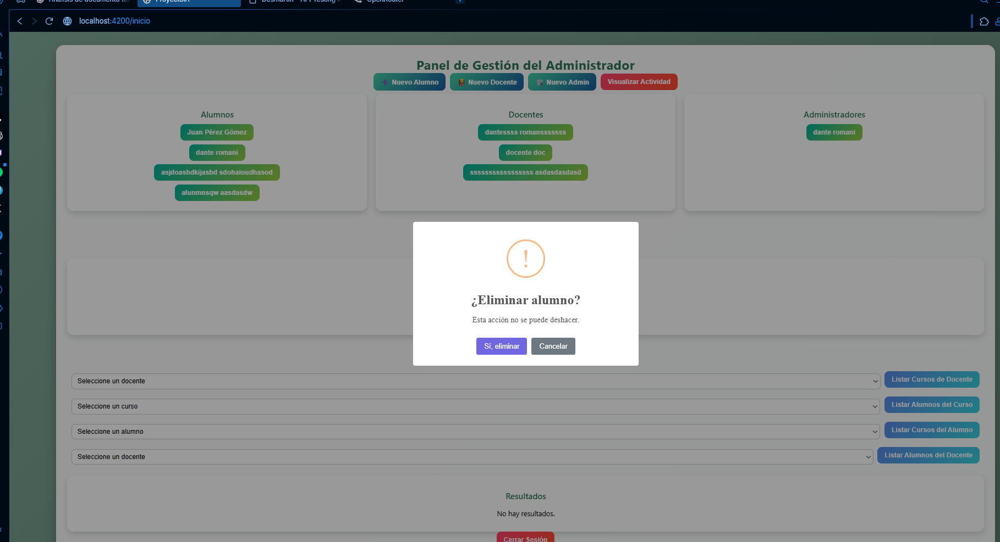 localhost:4200/inicio
Panel de Gestión del Administrador
Nuevo Alumno
Nuevo Docente
Nuevo Admin
Visualizar Actividad
Alumnos
Juan Pérez Gómez
dante romani
asjdoashdkijasbd sdohaioudhasod
alunmnsqw aasdasdw
Docentes
dantessss romansssssss
docente doc
sssssssssssssssss asdasdasdasd
Administradores
dante romani
!
¿Eliminar alumno?
Esta acción no se puede deshacer.
Sí, eliminar
Cancelar
Seleccione un docente
Listar Cursos de Docente
Seleccione un curso
Listar Alumnos del Curso
Seleccione un alumno
Listar Cursos del Alumno
Seleccione un docente
Listar Alumnos del Docente
Resultados
No hay resultados.
Cerrar Sesión